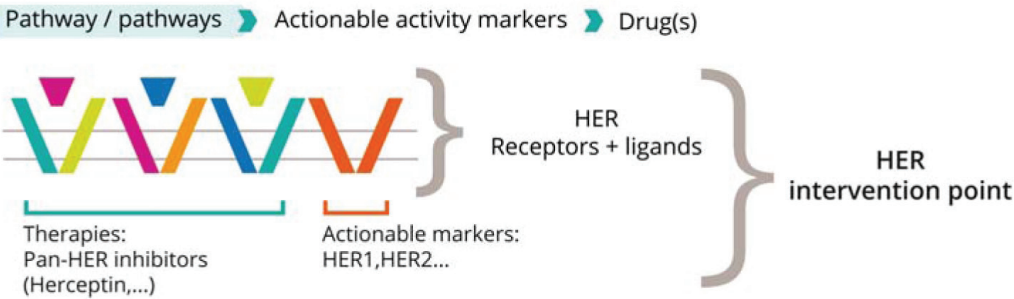 Pathway / pathways Actionable activity markers Drug(s)
HER
Receptors + ligands
HER
intervention point
Therapies:
Pan-HER inhibitors
(Herceptin,...)
Actionable markers:
HER1,HER2...